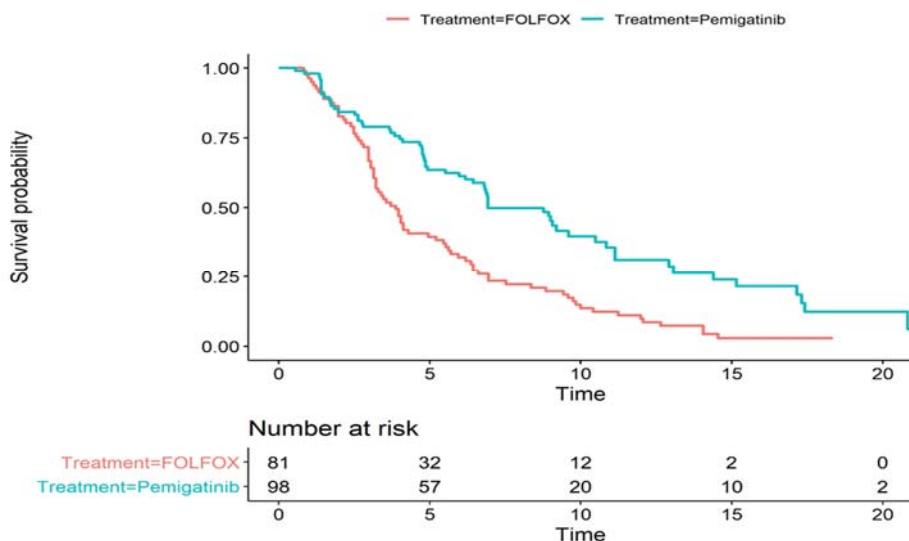 Treatment=FOLFOX Treatment=Pemigatinib
Survival probability
1.00
0.75
0.50
0.25
0.00
0 5 10 15 20
Time
Number at risk
Treatment=FOLFOX 81 32 12 2 0
Treatment=Pemigatinib 98 57 20 10 2
0 5 10 15 20
Time